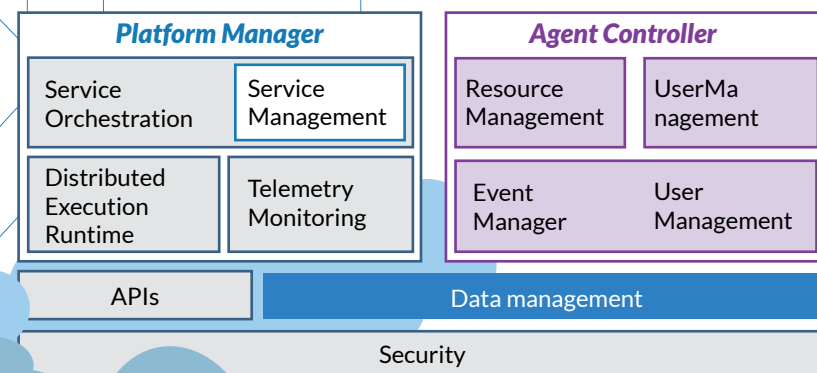 Platform Manager
Agent Controller
Service
Orchestration
Service
Management
Resource
Management
UserMa
nagement
Distributed
Execution
Runtime
Telemetry
Monitoring
Event
Manager
User
Management
APIs
Data management
Security